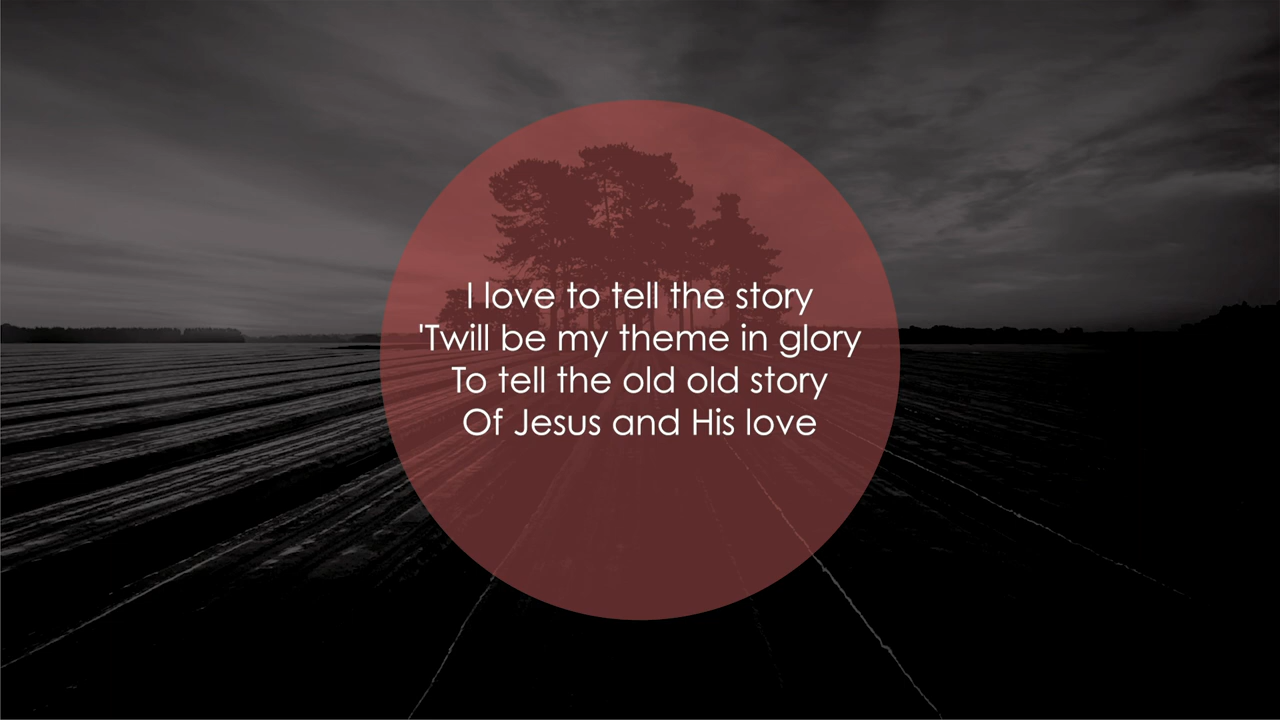 I love to tell the story
'Twill be my theme in glory
To tell the old old story
Of Jesus and His love